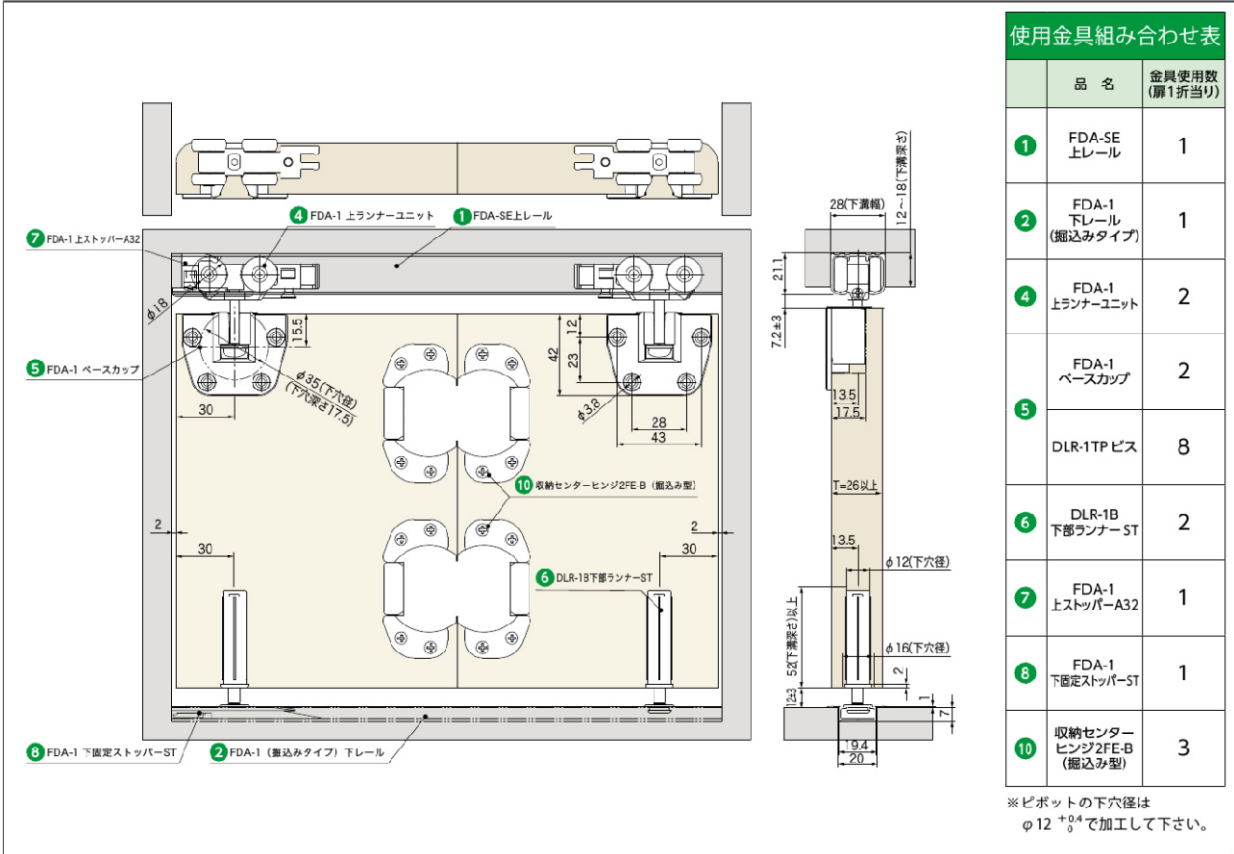 使用金具組み合わせ表
品 名
金具使用数
(扉1折当り)
1
FDA-SE
上レール
1
2
FDA-1
下レール
(掘込みタイプ)
1
4
FDA-1
上ランナーユニット
2
5
FDA-1
ベースカップ
2
DLR-1TP ビス
8
6
DLR-1B
下部ランナー ST
2
7
FDA-1
上ストッパーA32
1
8
FDA-1
下固定ストッパーST
1
10
収納センター
ヒンジ2FE-B
(掘込み型)
3
※ピボットの下穴径は
φ12 +0.4 0 で加工して下さい。
4 FDA-1 上ランナーユニット
1 FDA-SE上レール
7 FDA-1 上ストッパーA32
φ18
15.5
5 FDA-1 ベースカップ
φ35(下穴径)
(下穴深さ17.5)
30
12
42
23
φ3.8
28
43
10 収納センターヒンジ2FE-B（掘込み型）
2
30
2
30
6 DLR-1B下部ランナーST
8 FDA-1 下固定ストッパーST
2 FDA-1（掘込みタイプ）下レール
28(下溝幅)
12～18(下溝深さ)
21.1
7.2±3
13.5
17.5
T=26以上
13.5
φ12(下穴径)
52(下溝深さ)以上
φ16(下穴径)
2
12±3
1
7
19.4
20